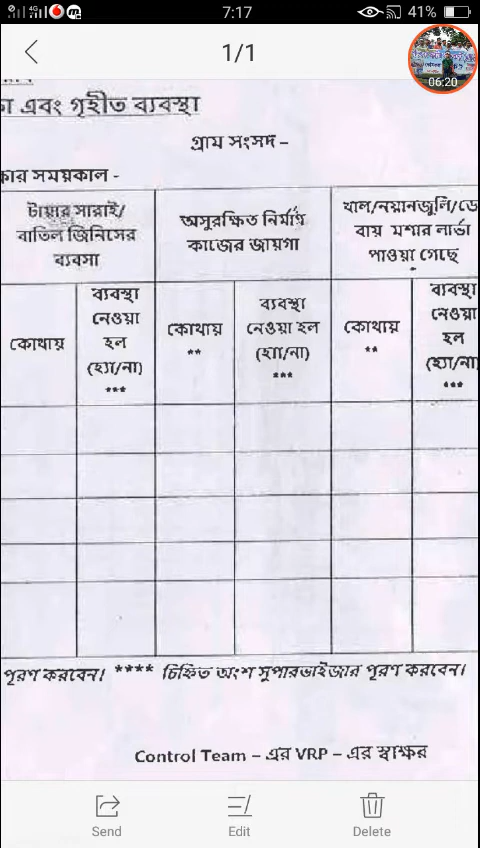 4G 7:17 41%
1/1
06:20
এবং গৃহীত ব্যবস্থা
গ্রাম সংসদ –
সময়কাল -
টায়ার সারাই/
বাতিল জিনিসের
ব্যবসা
অসুরক্ষিত নির্মাণ
কাজের জায়গা
খাল/নয়ানজুলি/ডো
বায় মশার লার্ভা
পাওয়া গেছে
কোথায়
ব্যবস্থা
নেওয়া
হল
(হ্যা/না)
***
কোথায়
**
ব্যবস্থা
নেওয়া হল
(হ্যা/না)
***
কোথায়
**
ব্যবস্থা
নেওয়া
হল
(হ্যা/না)
***
পূরণ করবেন। **** চিহ্নিত অংশ সুপারভাইজার পূরণ করবেন।
Control Team – এর VRP – এর স্বাক্ষর
Send Edit Delete